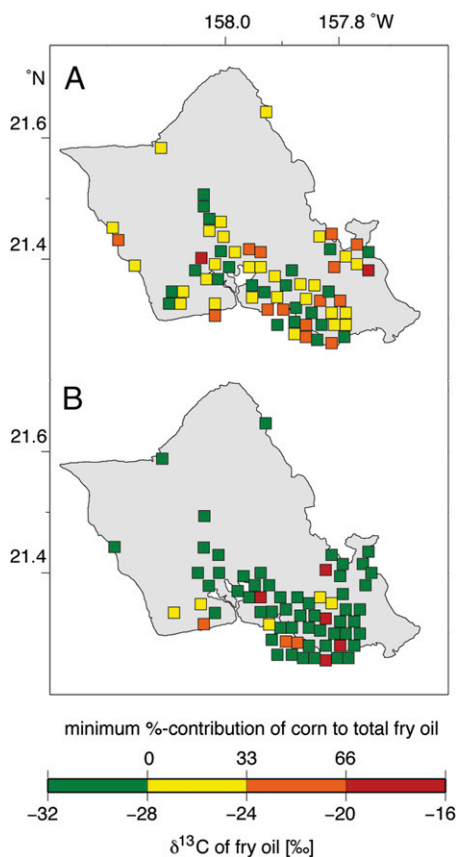 158.0 157.8 °W
°N
A
21.6
21.4
B
21.6
21.4
minimum %-contribution of corn to total fry oil
0 33 66
−32 −28 −24 −20 −16
δ¹³C of fry oil [‰]